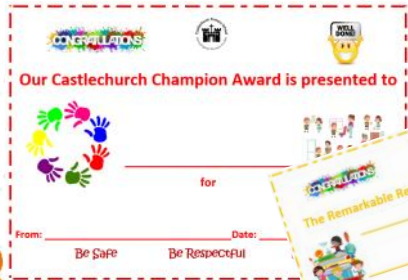 CONGRATULATIONS
WELL DONE!
Our Castlechurch Champion Award is presented to
for
From: Date:
Be Safe Be Respectful
CONGRATULATIONS
The Remarkable Re